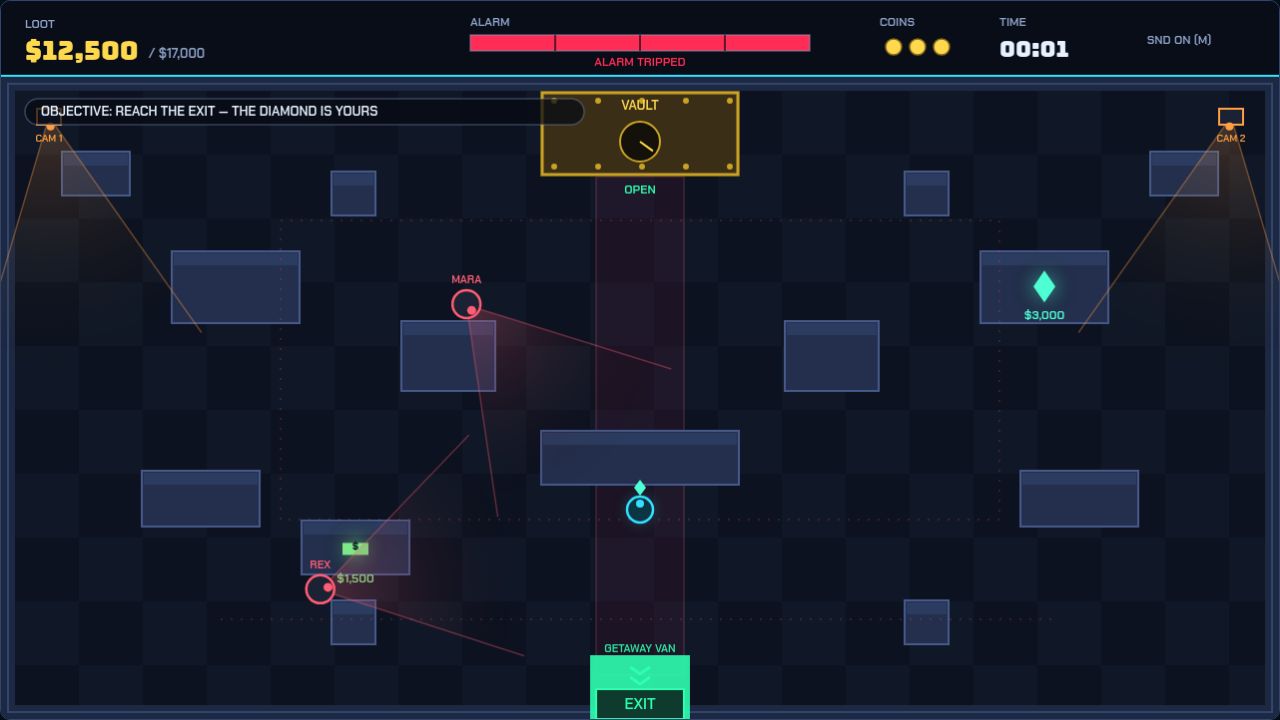 LOOT
$12,500 / $17,000
ALARM
ALARM TRIPPED
COINS
TIME
00:01
SND ON (M)
OBJECTIVE: REACH THE EXIT — THE DIAMOND IS YOURS
VAULT
OPEN
CAM 1
CAM 2
MARA
$3,000
REX
$
$1,500
GETAWAY VAN
EXIT